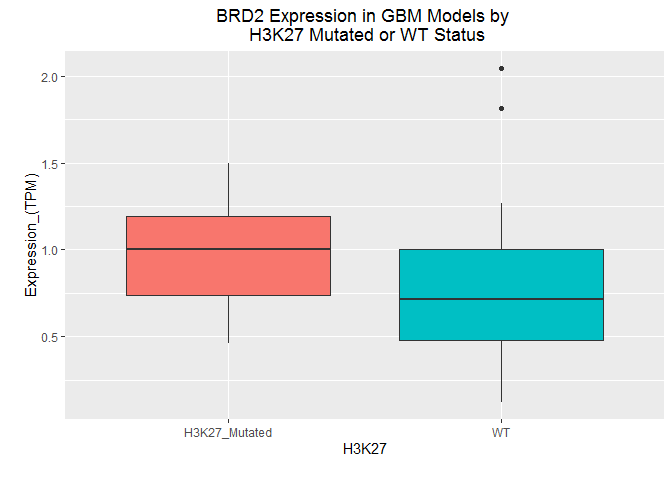 BRD2 Expression in GBM Models by
H3K27 Mutated or WT Status
Expression_(TPM)
2.0
1.5
1.0
0.5
H3K27_Mutated
WT
H3K27